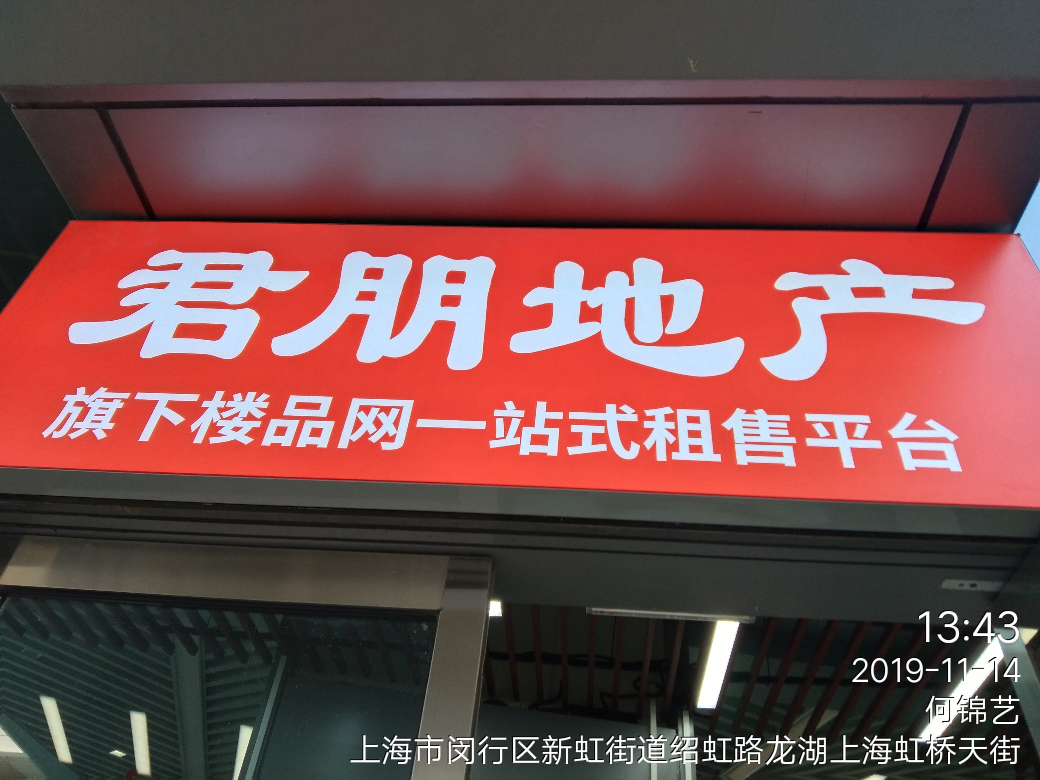 君朋地产
旗下楼品网一站式租售平台
13:43
2019-11-14
何锦艺
上海市闵行区新虹街道绍虹路龙湖上海虹桥天街